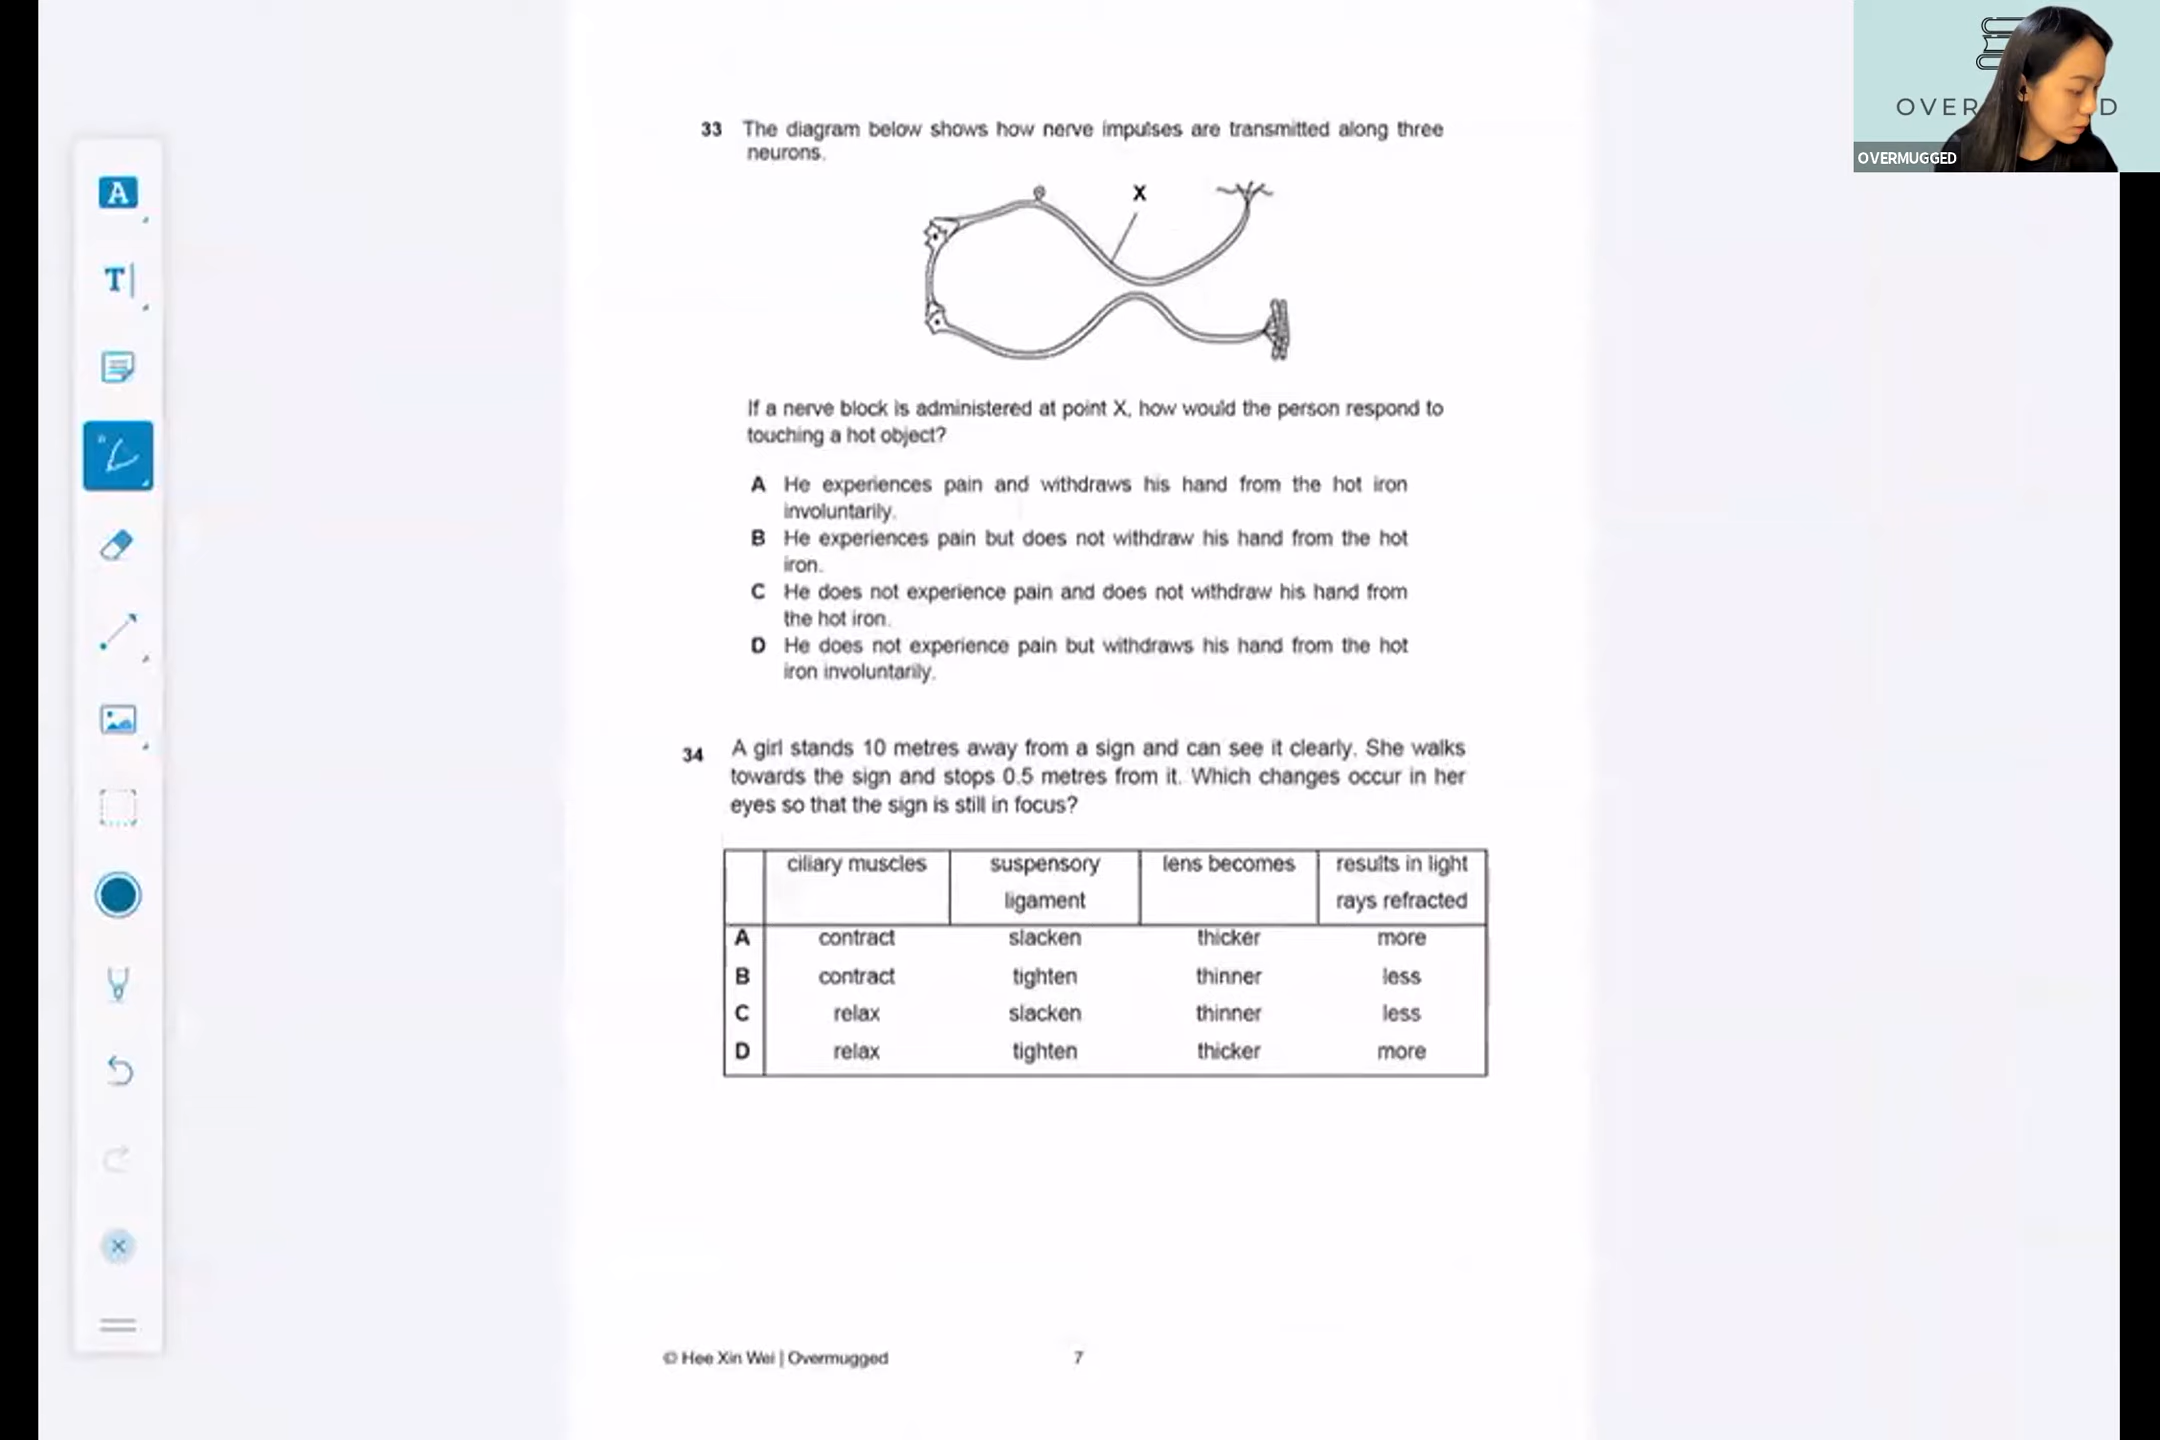 OVER D
OVERMUGGED
A
T
33 The diagram below shows how nerve impulses are transmitted along three
neurons.
X
If a nerve block is administered at point X, how would the person respond to
touching a hot object?
A He experiences pain and withdraws his hand from the hot iron
involuntarily.
B He experiences pain but does not withdraw his hand from the hot
iron.
C He does not experience pain and does not withdraw his hand from
the hot iron.
D He does not experience pain but withdraws his hand from the hot
iron involuntarily.
34 A girl stands 10 metres away from a sign and can see it clearly. She walks
towards the sign and stops 0.5 metres from it. Which changes occur in her
eyes so that the sign is still in focus?
ciliary muscles suspensory lens becomes results in light
ligament rays refracted
A contract slacken thicker more
B contract tighten thinner less
C relax slacken thinner less
D relax tighten thicker more
© Hee Xin Wei | Overmugged 7